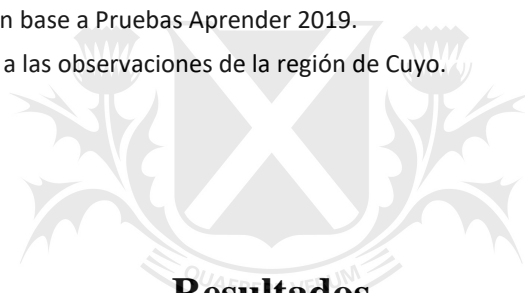 n base a Pruebas Aprender 2019.
a las observaciones de la región de Cuyo.
Resultados